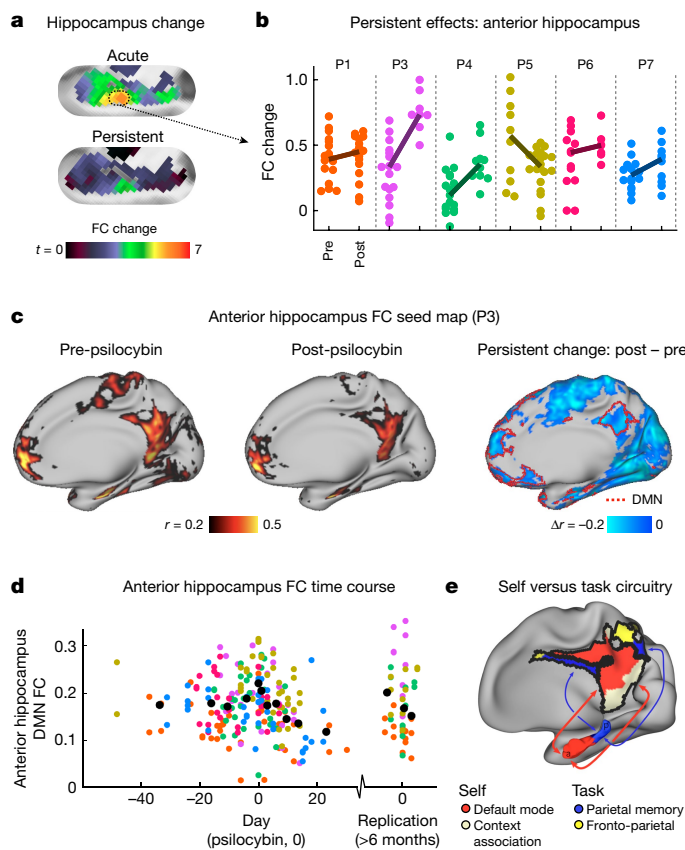 a Hippocampus change
Acute
Persistent
FC change
t = 0 7
b Persistent effects: anterior hippocampus
P1 P3 P4 P5 P6 P7
FC change
1.0
0.5
0
Pre
Post
c Anterior hippocampus FC seed map (P3)
Pre-psilocybin Post-psilocybin Persistent change: post – pre
DMN
r = 0.2 0.5
Δr = –0.2 0
d Anterior hippocampus FC time course
Anterior hippocampus
DMN FC
0.3
0.2
0.1
0
–40 –20 0 20 0
Day
(psilocybin, 0)
Replication
(>6 months)
e Self versus task circuitry
Self Task
Default mode Parietal memory
Context
association
Fronto-parietal